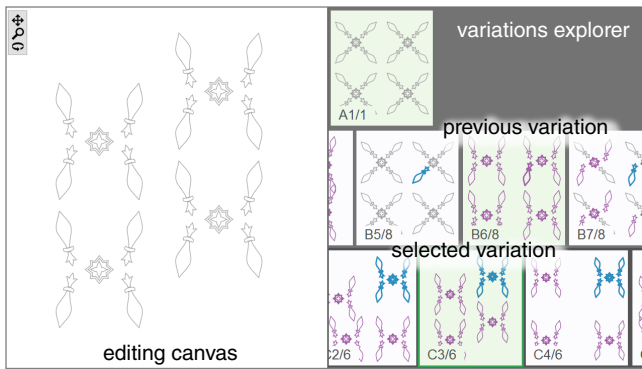 variations explorer
A1/1
previous variation
B5/8
B6/8
B7/8
selected variation
C2/6
C3/6
C4/6
editing canvas